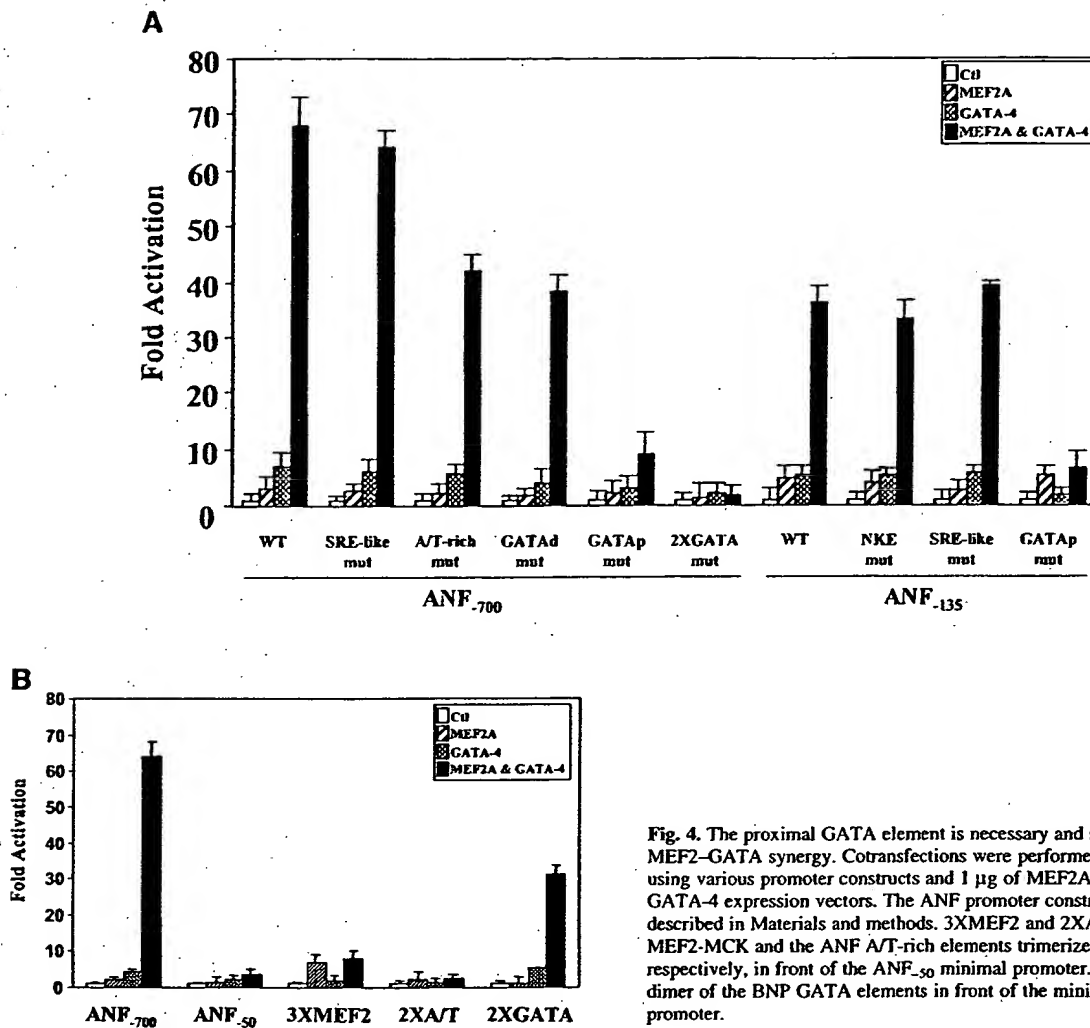 A
80
70
60
50
40
30
20
10
0
Fold Activation
Ctl
MEF2A
GATA-4
MEF2A & GATA-4
WT SRE-like mut A/T-rich mut GATAd mut GATAp mut 2XGATA mut WT NKE mut SRE-like mut GATAp mut
ANF-700 ANF-135
B
80
70
60
50
40
30
20
10
0
Fold Activation
Ctl
MEF2A
GATA-4
MEF2A & GATA-4
ANF-700 ANF-50 3XMEF2 2XA/T 2XGATA
Fig. 4. The proximal GATA element is necessary and
MEF2–GATA synergy. Cotransfections were performe
using various promoter constructs and 1 µg of MEF2A
GATA-4 expression vectors. The ANF promoter constr
described in Materials and methods. 3XMEF2 and 2XA
MEF2-MCK and the ANF A/T-rich elements trimerize
respectively, in front of the ANF-50 minimal promoter.
dimer of the BNP GATA elements in front of the mini
promoter.